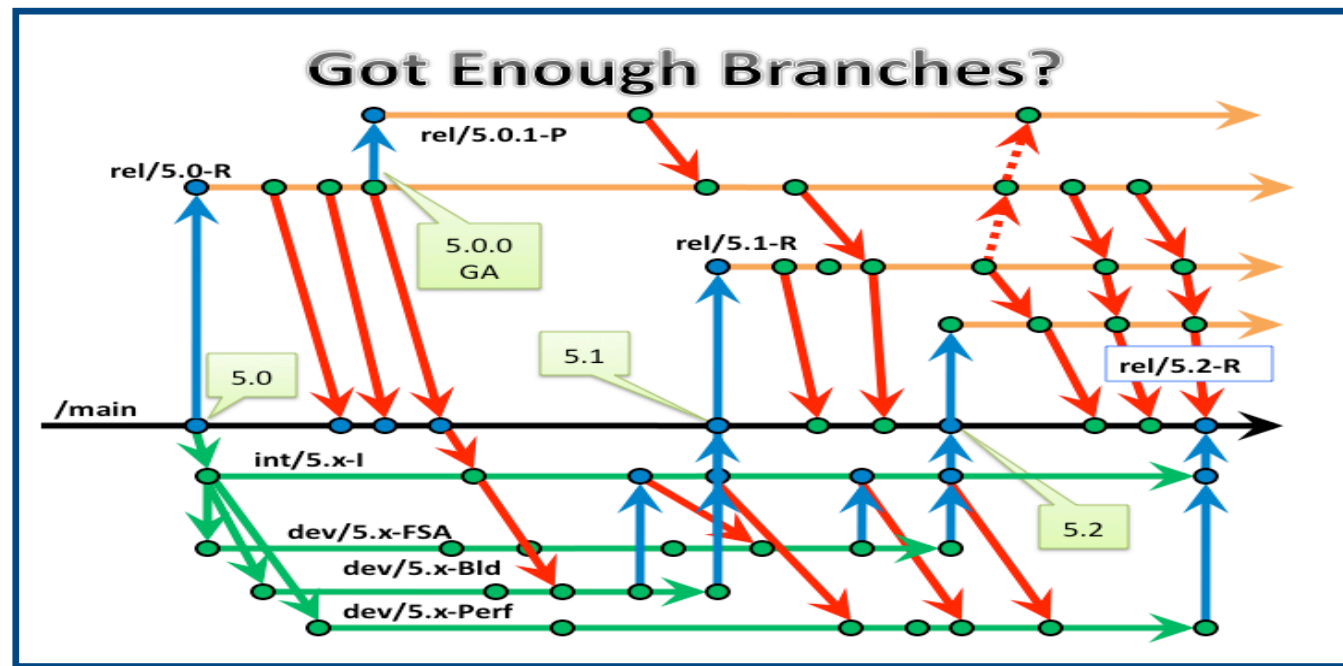 Got Enough Branches?
rel/5.0.1-P
rel/5.0-R
5.0.0
GA
rel/5.1-R
5.1
5.0
rel/5.2-R
/main
int/5.x-I
5.2
dev/5.x-FSA
dev/5.x-Bld
dev/5.x-Perf